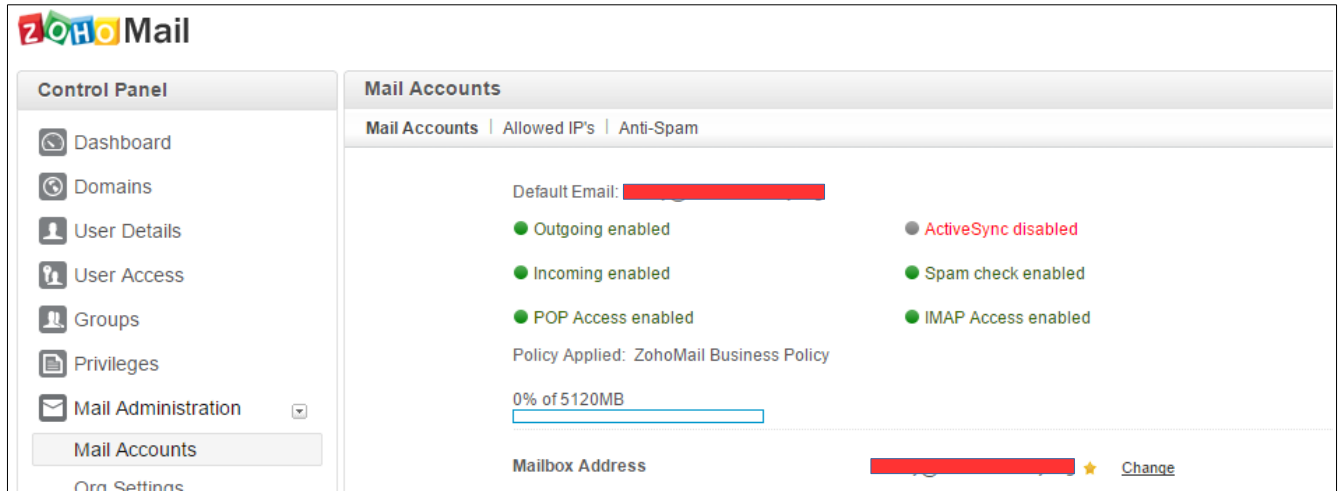 ZOHO Mail
Control Panel
Dashboard
Domains
User Details
User Access
Groups
Privileges
Mail Administration
Mail Accounts
Org Settings
Mail Accounts
Mail Accounts | Allowed IP's | Anti-Spam
Default Email:
Outgoing enabled
ActiveSync disabled
Incoming enabled
Spam check enabled
POP Access enabled
IMAP Access enabled
Policy Applied: ZohoMail Business Policy
0% of 5120MB
Mailbox Address Change